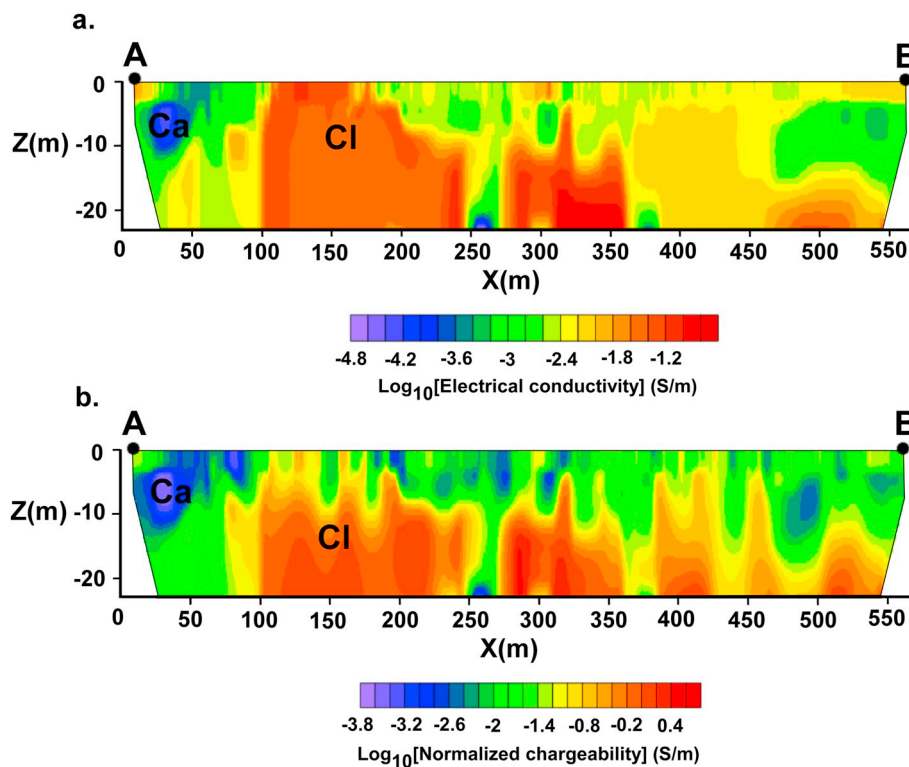 a.
A B
0
Ca
Cl
Z(m) -10
-20
0 50 100 150 200 250 300 350 400 450 500 550
X(m)
-4.8 -4.2 -3.6 -3 -2.4 -1.8 -1.2
Log10[Electrical conductivity] (S/m)
b.
A B
0
Ca
Z(m) -10
Cl
-20
0 50 100 150 200 250 300 350 400 450 500 550
X(m)
-3.8 -3.2 -2.6 -2 -1.4 -0.8 -0.2 0.4
Log10[Normalized chargeability] (S/m)